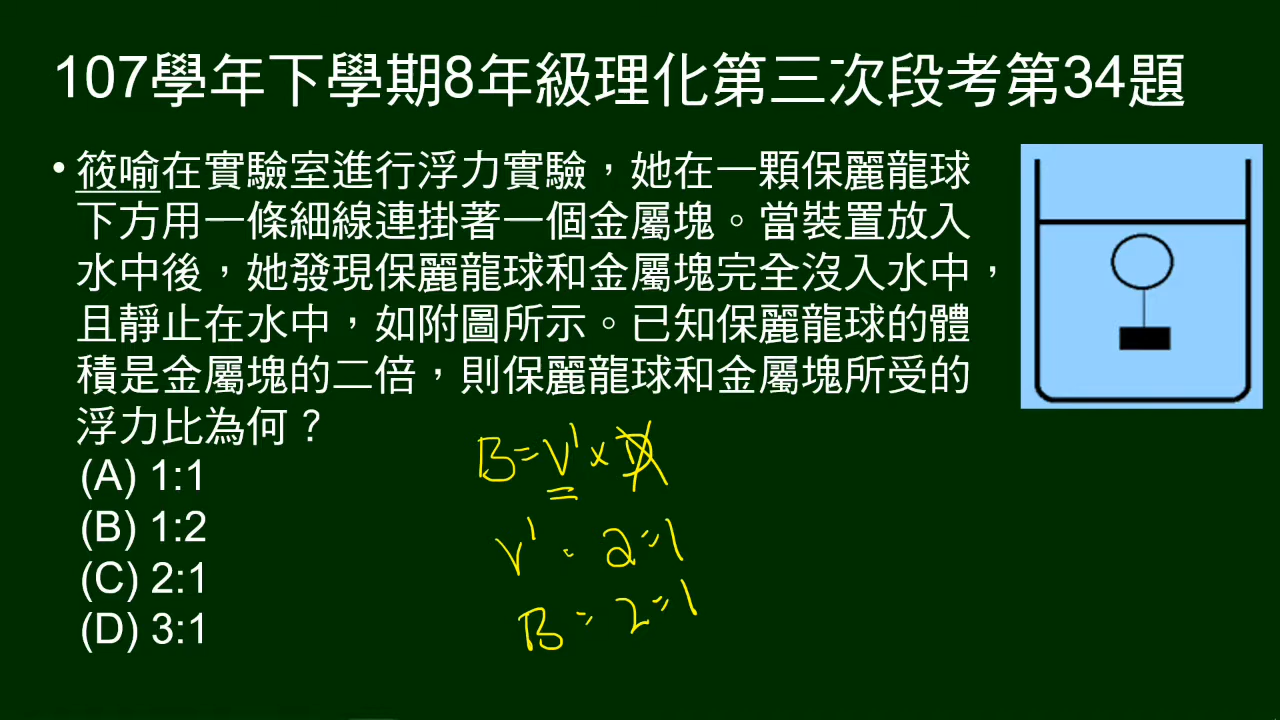 107學年下學期8年級理化第三次段考第34題
• 筱喻在實驗室進行浮力實驗，她在一顆保麗龍球
下方用一條細線連掛著一個金屬塊。當裝置放入
水中後，她發現保麗龍球和金屬塊完全沒入水中，
且靜止在水中，如附圖所示。已知保麗龍球的體
積是金屬塊的二倍，則保麗龍球和金屬塊所受的
浮力比為何？
(A) 1:1
(B) 1:2
(C) 2:1
(D) 3:1
B=V'×D
V' : 2=1
B = 2=1